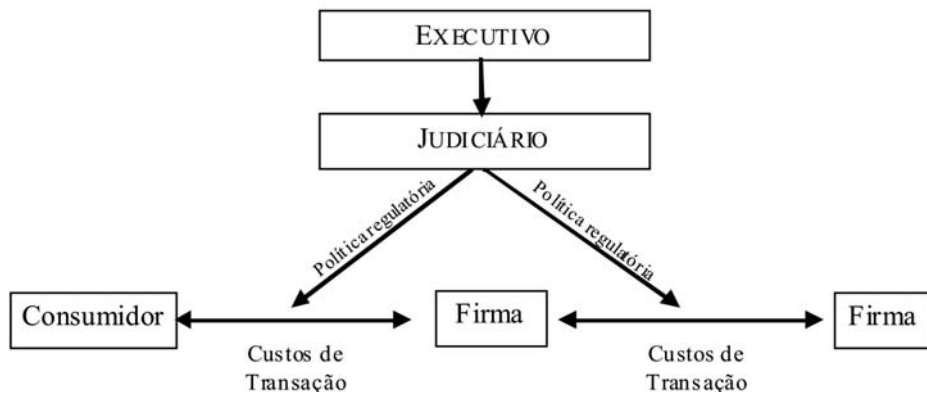 EXECUTIVO
JUDICIÁRIO
Política regulatória
Política regulatória
Consumidor
Firma
Firma
Custos de
Transação
Custos de
Transação